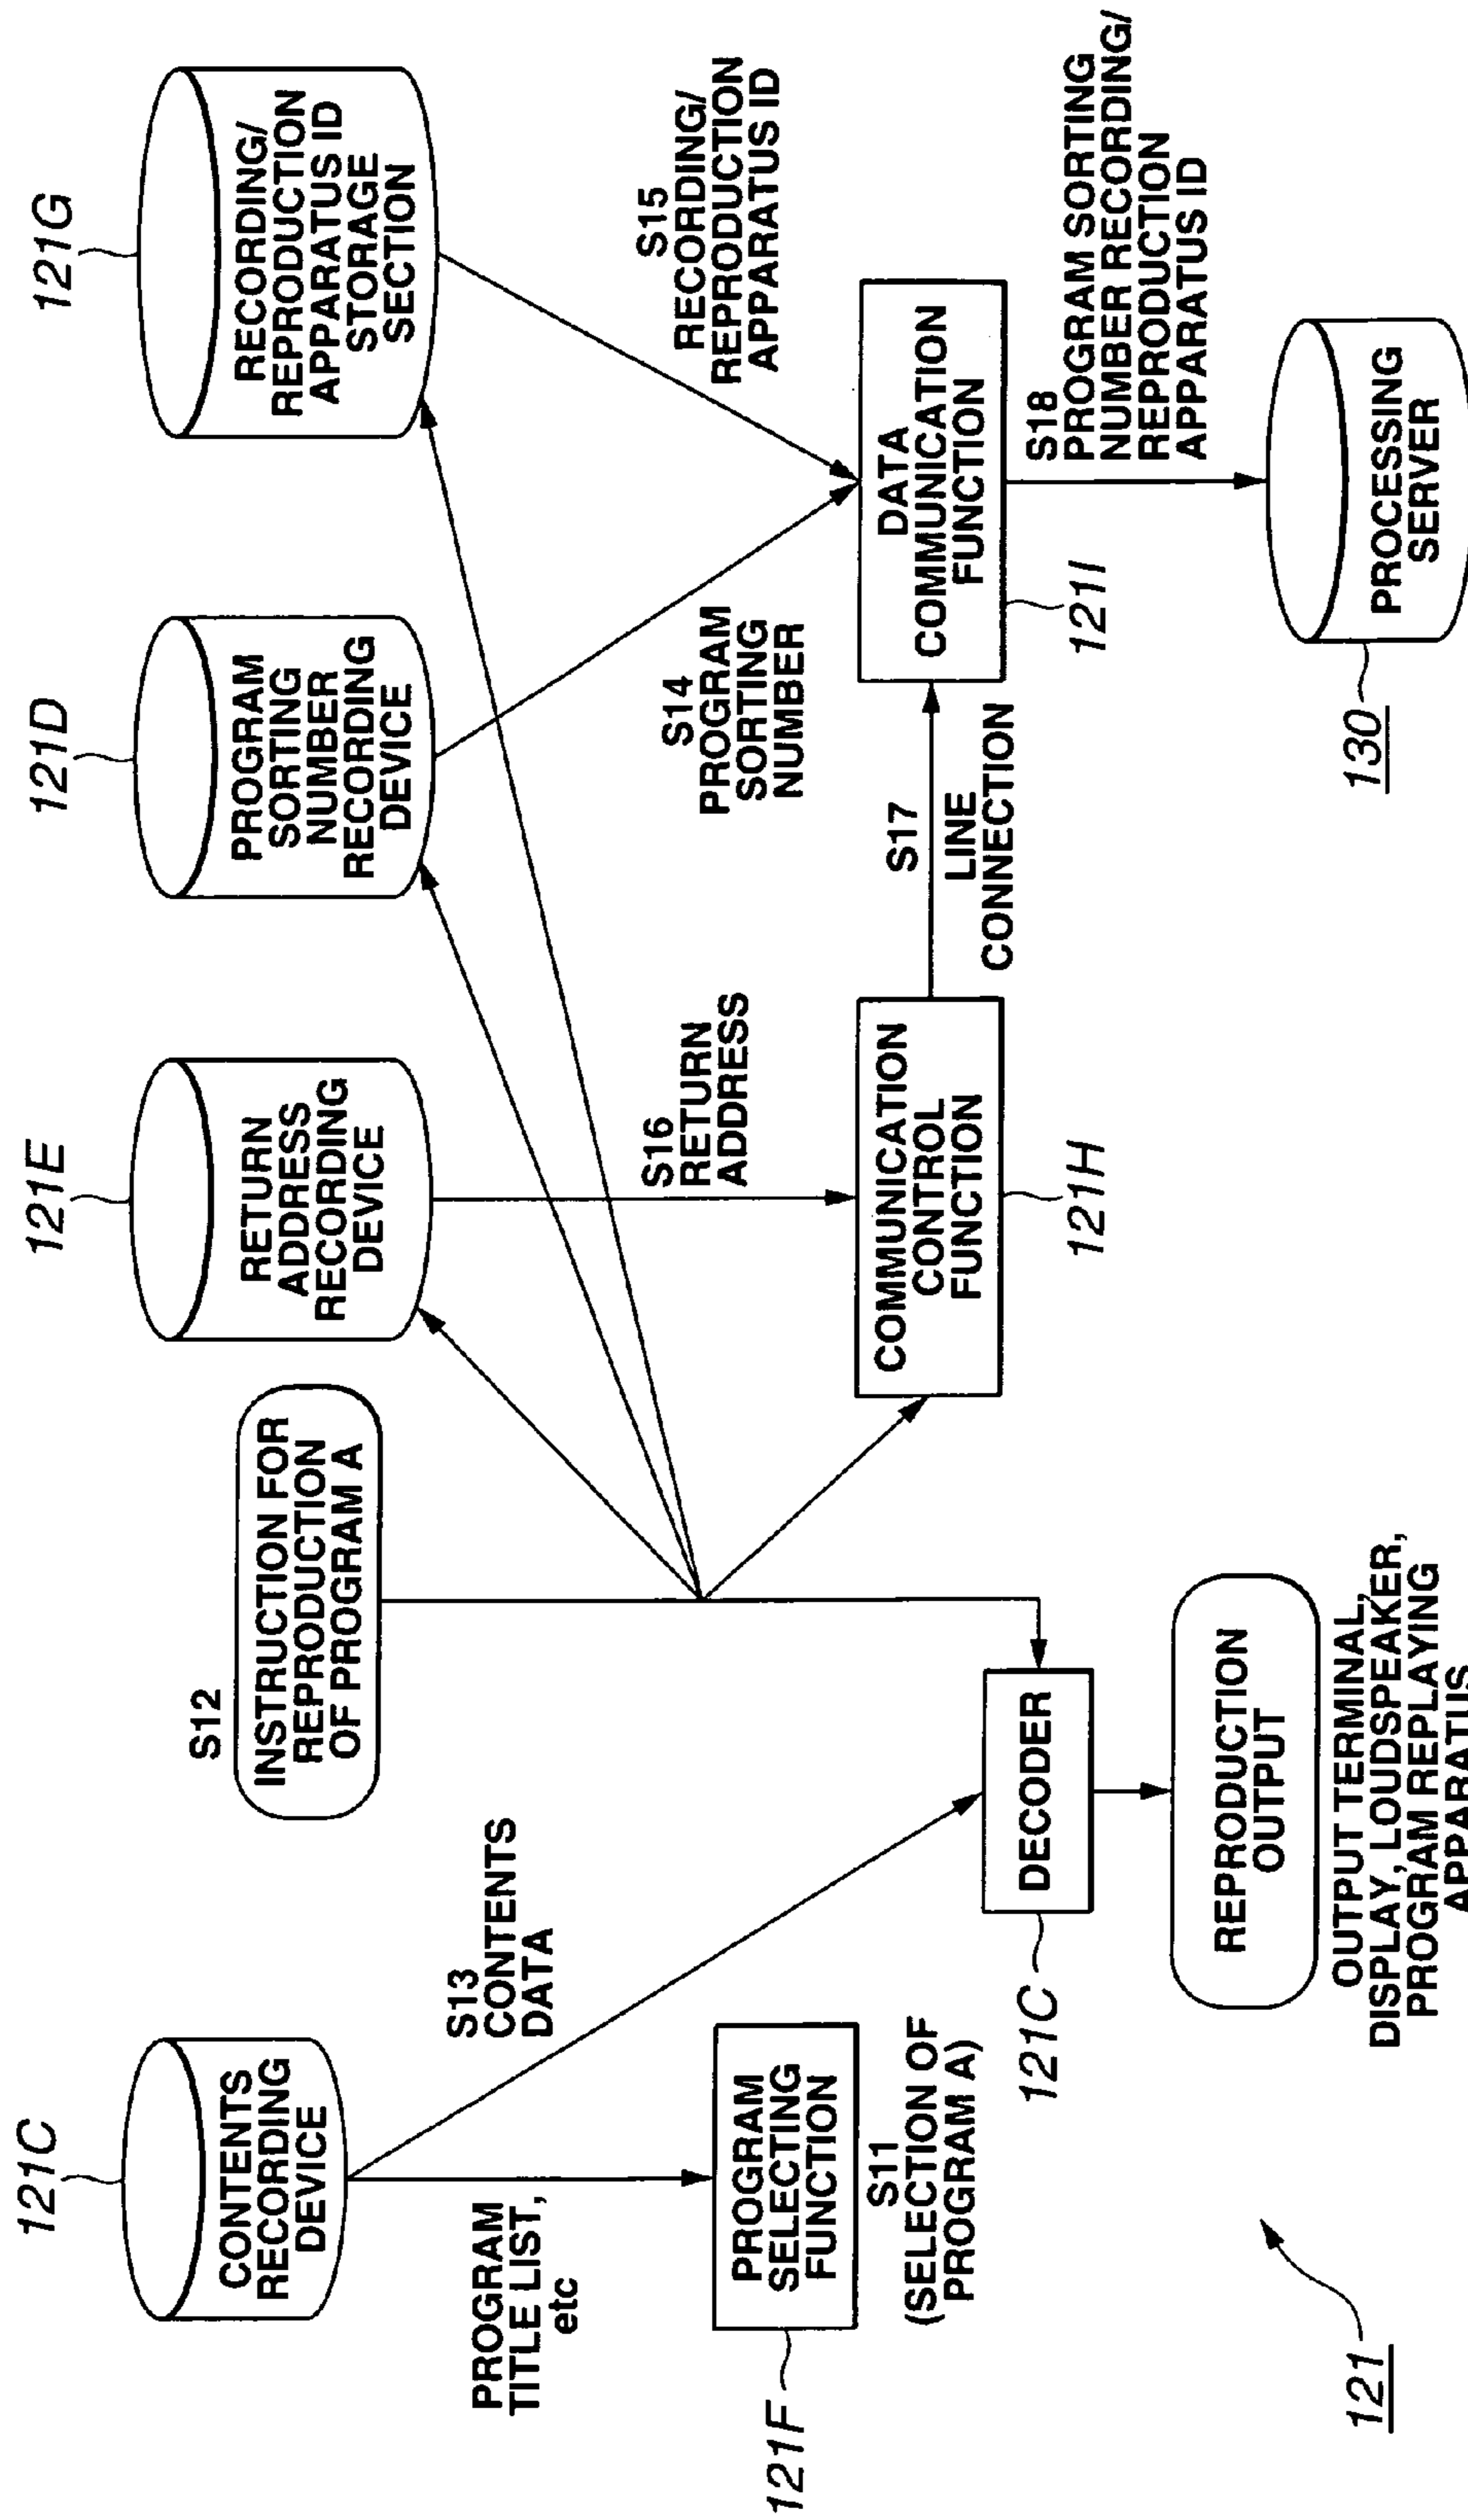 121C
CONTENTS
RECORDING
DEVICE
PROGRAM
TITLE LIST,
etc
S13
CONTENTS
DATA
121F
PROGRAM
SELECTING
FUNCTION
S11
(SELECTION OF
PROGRAM A)
S12
INSTRUCTION FOR
REPRODUCTION
OF PROGRAM A
121C
DECODER
REPRODUCTION
OUTPUT
OUTPUT TERMINAL,
DISPLAY, LOUDSPEAKER,
PROGRAM REPLAYING
APPARATUS
121E
RETURN
ADDRESS
RECORDING
DEVICE
S16
RETURN
ADDRESS
COMMUNICATION
CONTROL
FUNCTION
121H
121D
PROGRAM
SORTING
NUMBER
RECORDING
DEVICE
S14
PROGRAM
SORTING
NUMBER
S17
LINE
CONNECTION
121G
RECORDING/
REPRODUCTION
APPARATUS ID
STORAGE
SECTION
S15
RECORDING/
REPRODUCTION
APPARATUS ID
DATA
COMMUNICATION
FUNCTION
121I
S18
PROGRAM SORTING
NUMBER RECORDING/
REPRODUCTION
APPARATUS ID
PROCESSING
SERVER
130
121